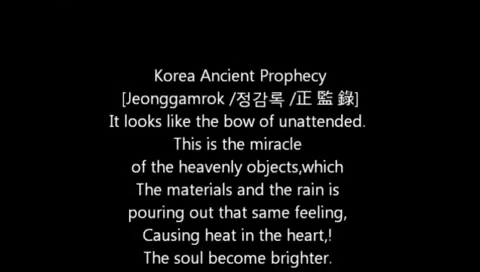 Korea Ancient Prophecy
[Jeonggamrok /정감록 /正 監 錄]
It looks like the bow of unattended.
This is the miracle
of the heavenly objects,which
The materials and the rain is
pouring out that same feeling,
Causing heat in the heart,!
The soul become brighter.